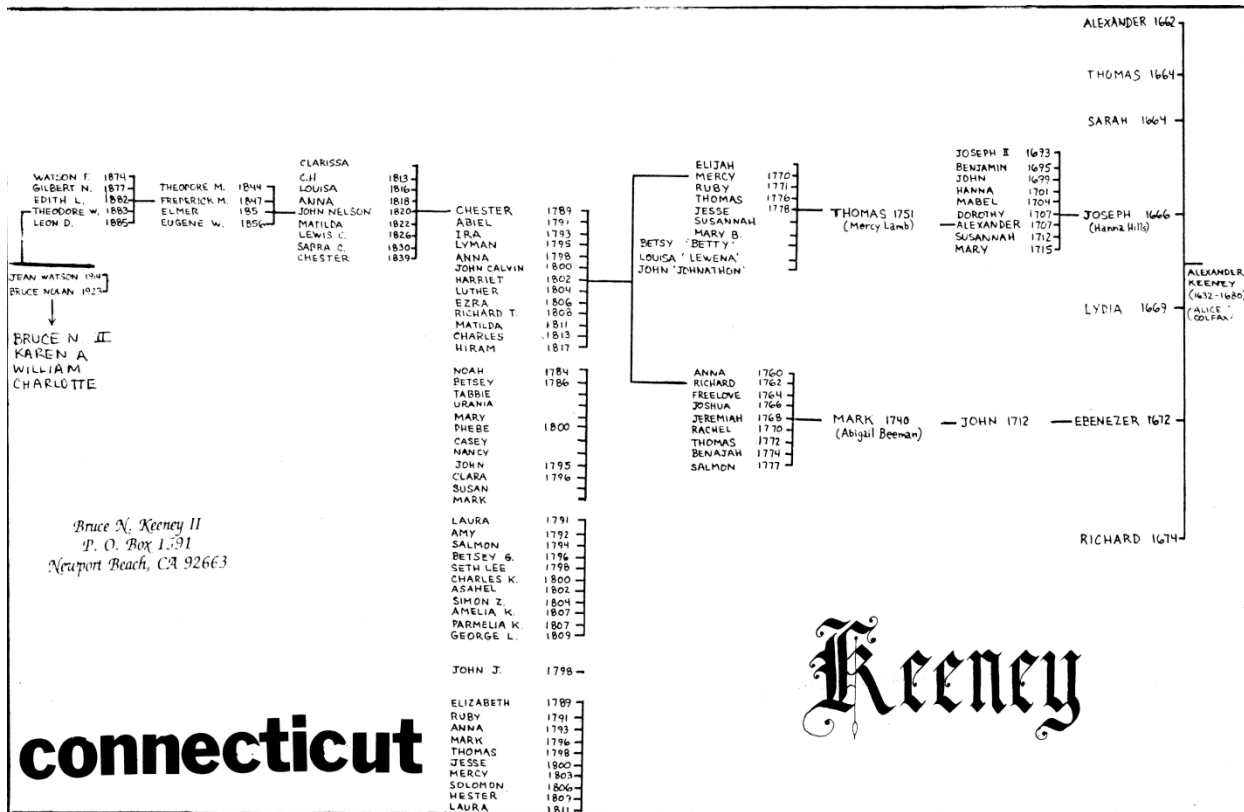 ALEXANDER 1662
THOMAS 1664
SARAH 1664
JOSEPH 1666
(Hanna Hills)
LYDIA 1669
EBENEZER 1672
RICHARD 1674
ALEXANDER
KEENEY
(1632-1680)
(ALICE
COLFAX)
JOSEPH II 1693
BENJAMIN 1695
JOHN 1699
HANNA 1701
MABEL 1704
DOROTHY 1707
ALEXANDER 1707
SUSANNAH 1712
MARY 1715
JOHN 1712
THOMAS 1751
(Mercy Lamb)
MARK 1740
(Abigail Beeman)
ELIJAH
MERCY 1770
RUBY 1771
THOMAS 1776
JESSE 1778
SUSANNAH
MARY B.
BETSY 'BETTY'
LOUISA 'LEWENA'
JOHN 'JOHNATHON'
ANNA 1760
RICHARD 1762
FREELOVE 1764
JOSHUA 1766
JEREMIAH 1768
RACHEL 1770
THOMAS 1772
BENAJAH 1774
SALMON 1777
CHESTER 1789
ABIEL 1791
IRA 1793
LYMAN 1795
ANNA 1798
JOHN CALVIN 1800
HARRIET 1802
LUTHER 1804
EZRA 1806
RICHARD T. 1808
MATILDA 1811
CHARLES 1813
HIRAM 1817
NOAH 1784
BETSEY 1786
TABBIE
URANIA
MARY
PHEBE 1800
CASEY
NANCY
JOHN 1795
CLARA 1796
SUSAN
MARK
LAURA 1791
AMY 1792
SALMON 1794
BETSEY G. 1796
SETH LEE 1798
CHARLES K. 1800
ASAHEL 1802
SIMON Z. 1804
AMELIA K. 1807
PARMELIA K. 1807
GEORGE L. 1809
JOHN J. 1798
ELIZABETH 1789
RUBY 1791
ANNA 1793
MARK 1796
THOMAS 1798
JESSE 1800
MERCY 1803
SOLOMON 1806
HESTER 1809
LAURA 1811
CLARISSA
C.H 1813
LOUISA 1816
ANNA 1818
JOHN NELSON 1820
MATILDA 1822
LEWIS C. 1826
SABRA C. 1830
CHESTER 1839
THEODORE M. 1844
FREDERICK M. 1847
ELMER 185
EUGENE W. 1856
WATSON F. 1874
GILBERT N. 1877
EDITH L. 1882
THEODORE W. 1883
LEON D. 1885
JEAN WATSON
BRUCE NOLAN 1923
BRUCE N II
KAREN A
WILLIAM
CHARLOTTE
Bruce N. Keeney II
P. O. Box 1591
Newport Beach, CA 92663
connecticut
Keeney